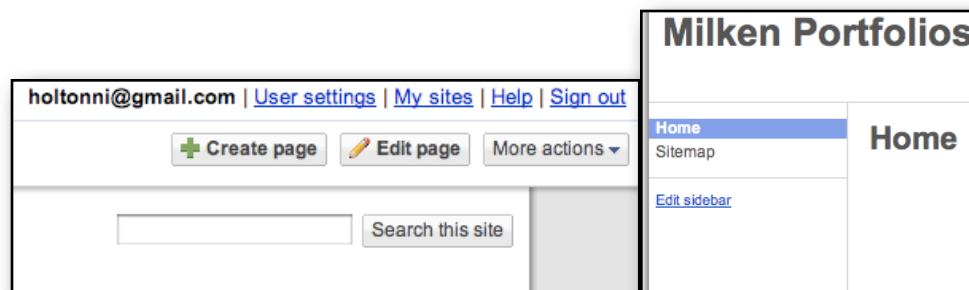 holtonni@gmail.com | User settings | My sites | Help | Sign out
Create page Edit page More actions
Search this site
Milken Portfolios
Home
Sitemap
Edit sidebar
Home